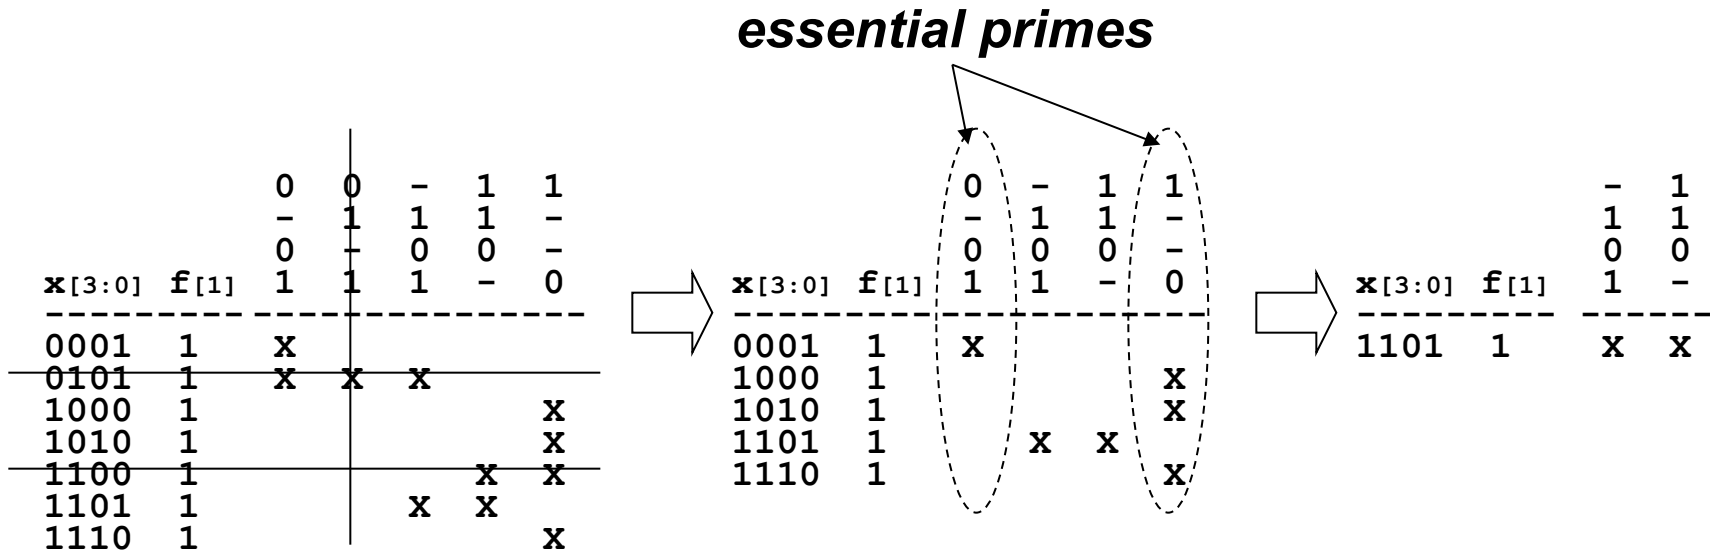 essential primes
0 0 - 1 1
- 1 1 1 -
0 - 0 0 -
x[3:0] f[1] 1 1 1 - 0
0001 1 x
0101 1 x x x
1000 1 x
1010 1 x
1100 1 x x
1101 1 x x
1110 1 x
0 - 1 1
- 1 1 -
0 0 0 -
x[3:0] f[1] 1 1 - 0
0001 1 x
1000 1 x
1010 1 x
1101 1 x x
1110 1 x
- 1
1 1
0 0
x[3:0] f[1] 1 -
1101 1 x x